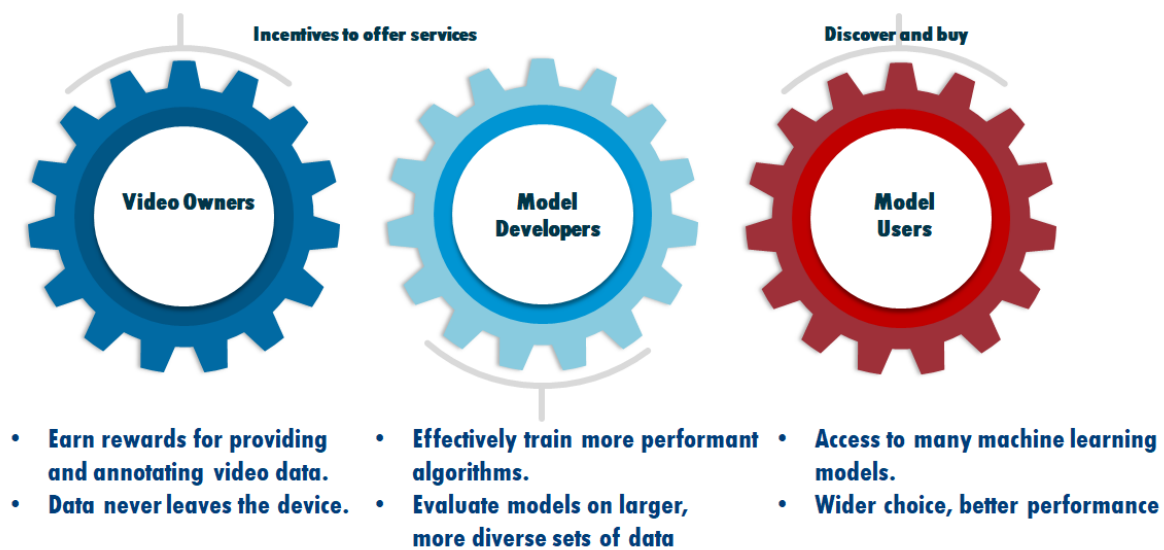 Incentives to offer services
Discover and buy
Video Owners
Model
Developers
Model
Users
• Earn rewards for providing
and annotating video data.
• Data never leaves the device.
• Effectively train more performant
algorithms.
• Evaluate models on larger,
more diverse sets of data
• Access to many machine learning
models.
• Wider choice, better performance